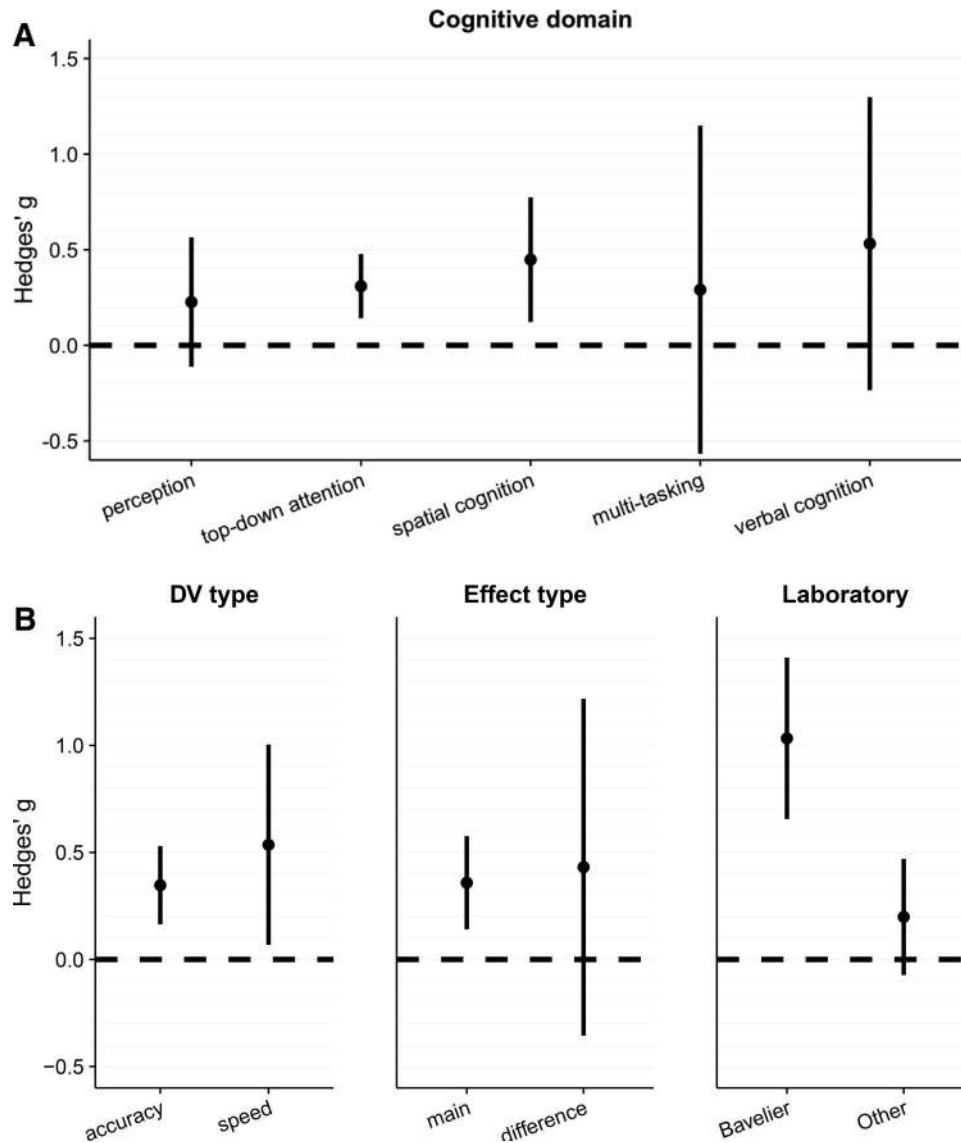 A
Cognitive domain
1.5
1.0
0.5
0.0
-0.5
Hedges' g
perception
top-down attention
spatial cognition
multi-tasking
verbal cognition
B
DV type
Effect type
Laboratory
1.5
1.0
0.5
0.0
−0.5
Hedges' g
accuracy
speed
main
difference
Bavelier
Other